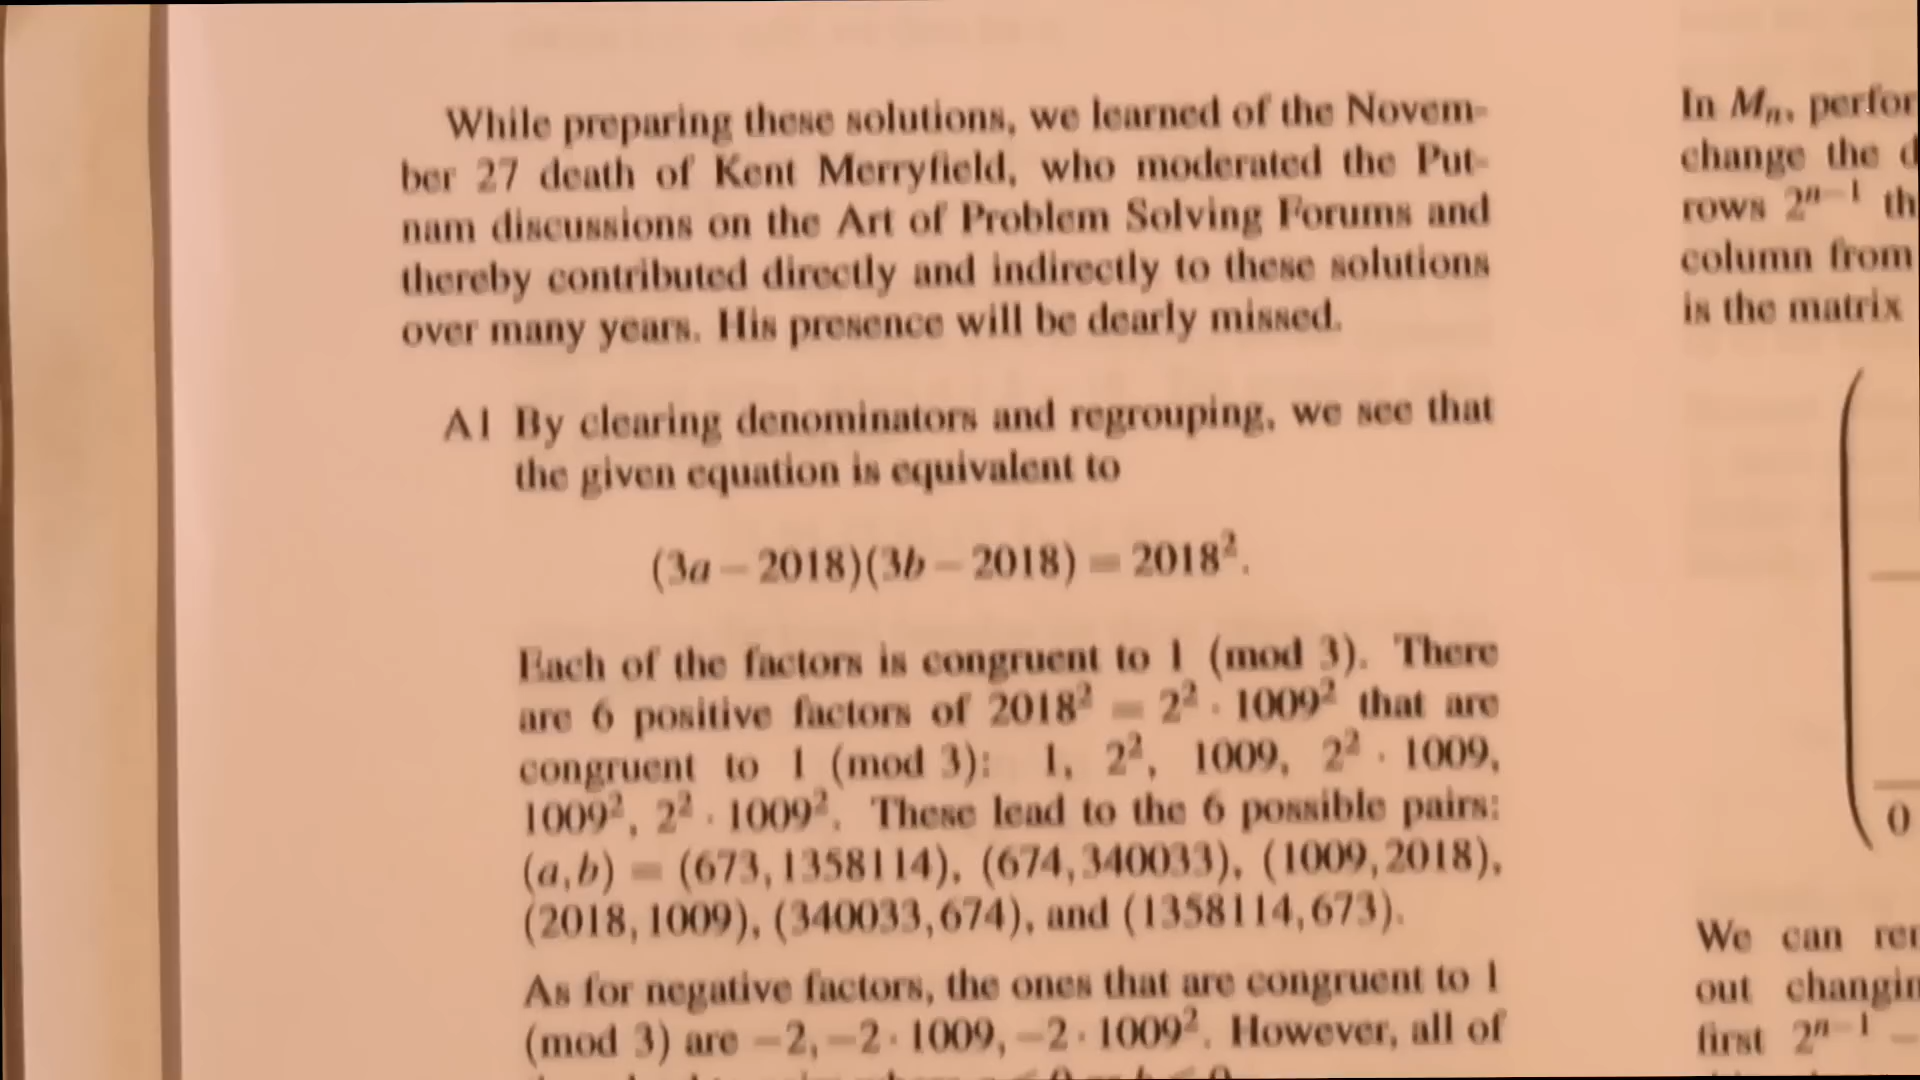 While preparing these solutions, we learned of the Novem-
ber 27 death of Kent Merryfield, who moderated the Put-
nam discussions on the Art of Problem Solving Forums and
thereby contributed directly and indirectly to these solutions
over many years. His presence will be dearly missed.
A1 By clearing denominators and regrouping, we see that
the given equation is equivalent to
(3a − 2018)(3b − 2018) = 2018².
Each of the factors is congruent to 1 (mod 3). There
are 6 positive factors of 2018² = 2² · 1009² that are
congruent to 1 (mod 3): 1, 2², 1009, 2² · 1009,
1009², 2² · 1009². These lead to the 6 possible pairs:
(a,b) = (673,1358114), (674,340033), (1009,2018),
(2018,1009), (340033,674), and (1358114,673).
As for negative factors, the ones that are congruent to 1
(mod 3) are −2, −2 · 1009, −2 · 1009². However, all of
In Mₙ, perfor
change the d
rows 2ⁿ⁻¹ th
column from
is the matrix
0
We can
out changin
first 2ⁿ⁻¹ −